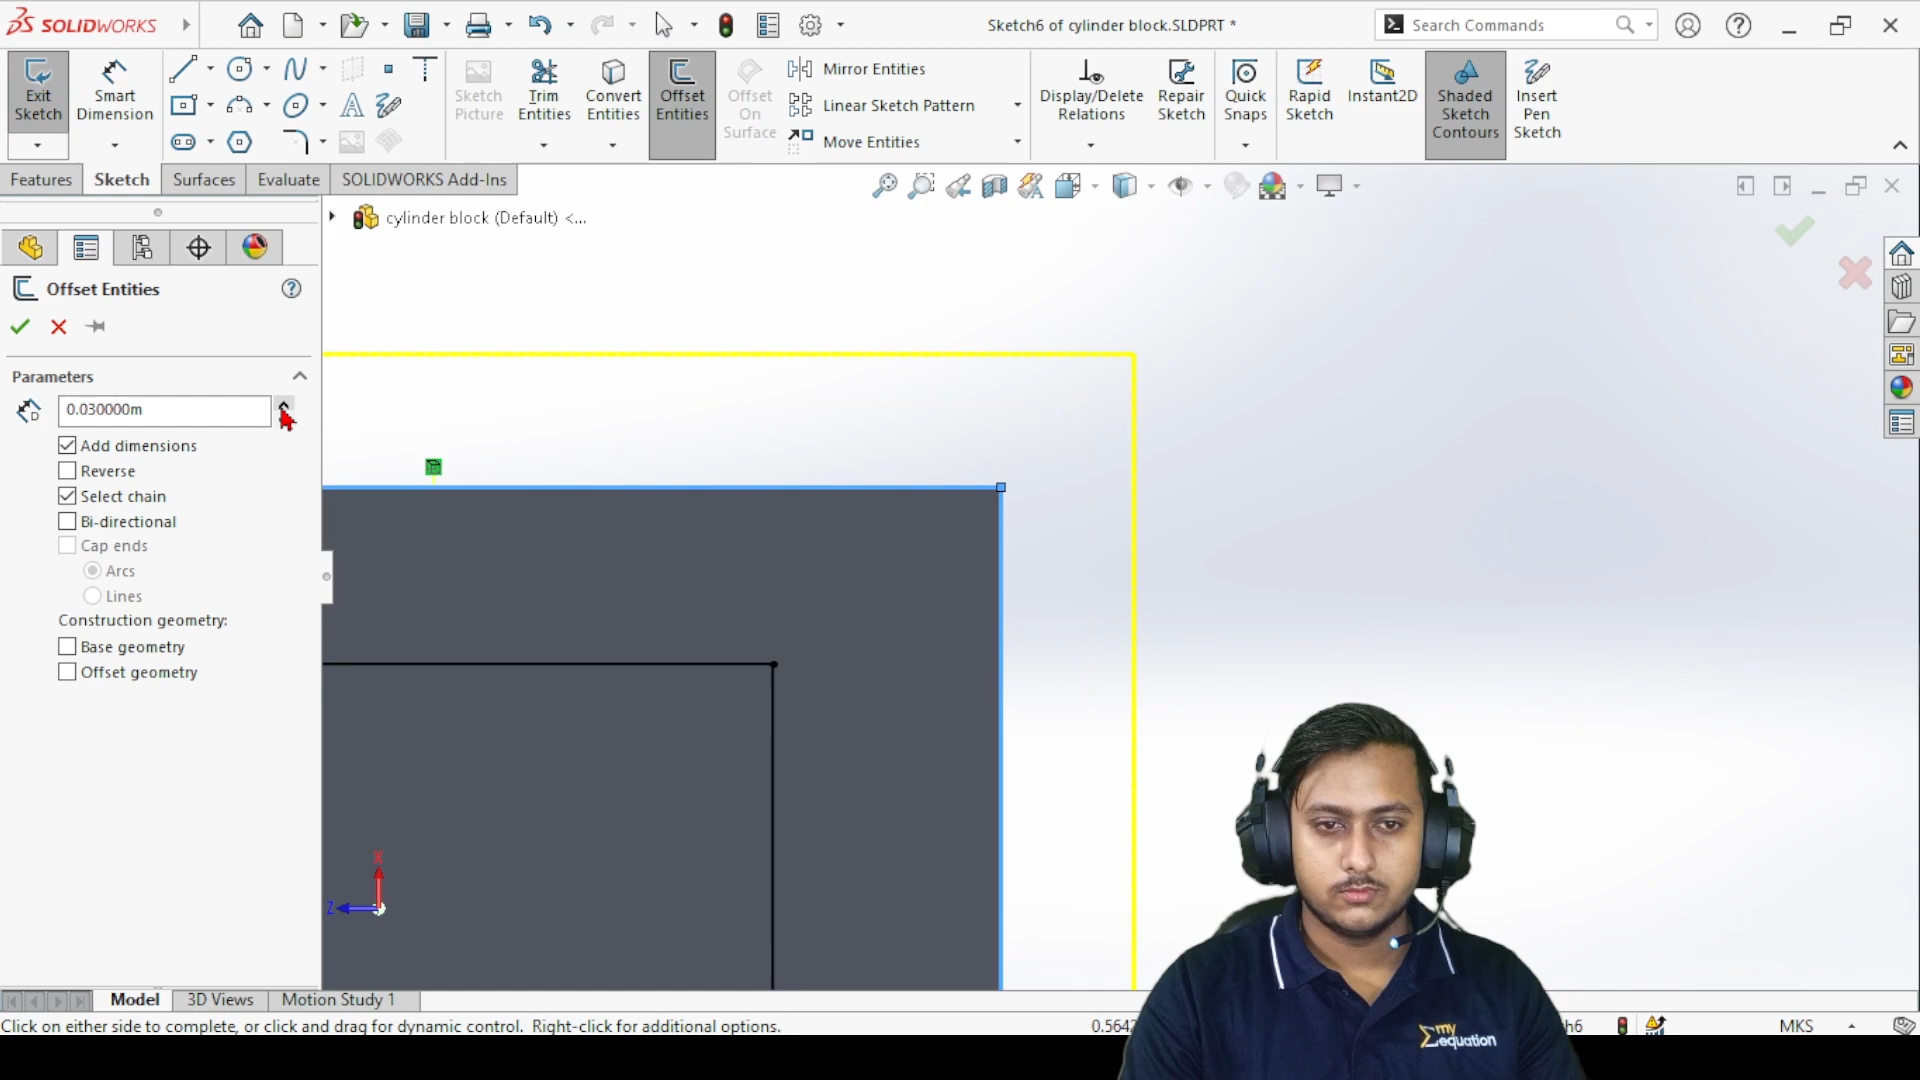 SOLIDWORKS
Sketch6 of cylinder block.SLDPRT *
Search Commands
Exit Sketch
Smart Dimension
Sketch Picture
Trim Entities
Convert Entities
Offset Entities
Offset On Surface
Mirror Entities
Linear Sketch Pattern
Move Entities
Display/Delete Relations
Repair Sketch
Quick Snaps
Rapid Sketch
Instant2D
Shaded Sketch Contours
Insert Pen Sketch
Features
Sketch
Surfaces
Evaluate
SOLIDWORKS Add-Ins
cylinder block (Default) <...
Offset Entities
Parameters
0.030000m
Add dimensions
Reverse
Select chain
Bi-directional
Cap ends
Arcs
Lines
Construction geometry:
Base geometry
Offset geometry
X
Z
Model
3D Views
Motion Study 1
Click on either side to complete, or click and drag for dynamic control. Right-click for additional options.
0.564
h6
MKS
my equation